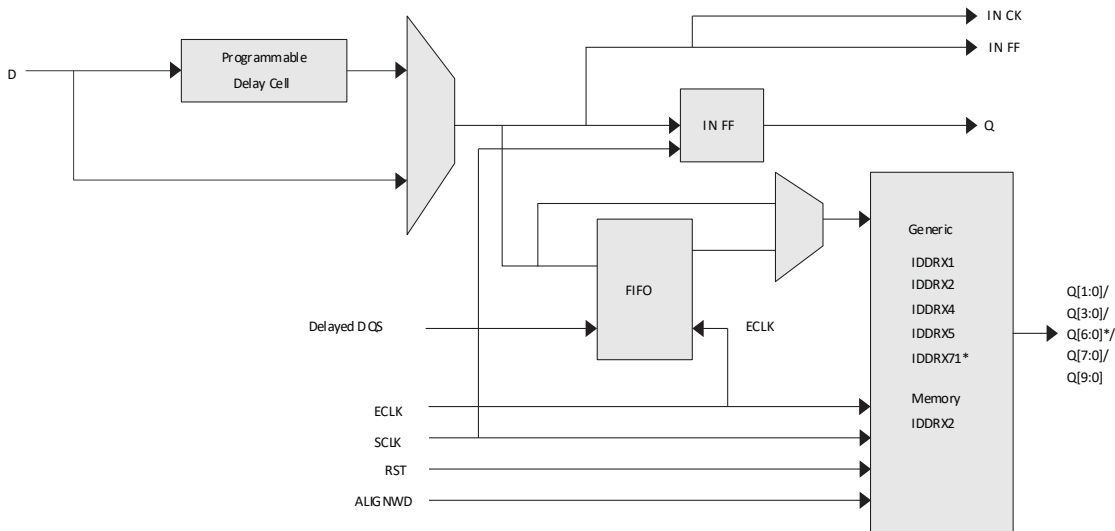 IN CK
IN FF
Programmable
Delay Cell
D
IN FF
Q
Generic
IDDRX1
IDDRX2
IDDRX4
IDDRX5
IDDRX71*
Memory
IDDRX2
FIFO
Q[1:0]/
Q[3:0]/
Q[6:0]*/
Q[7:0]/
Q[9:0]
Delayed DQS
ECLK
ECLK
SCLK
RST
ALIGNWD